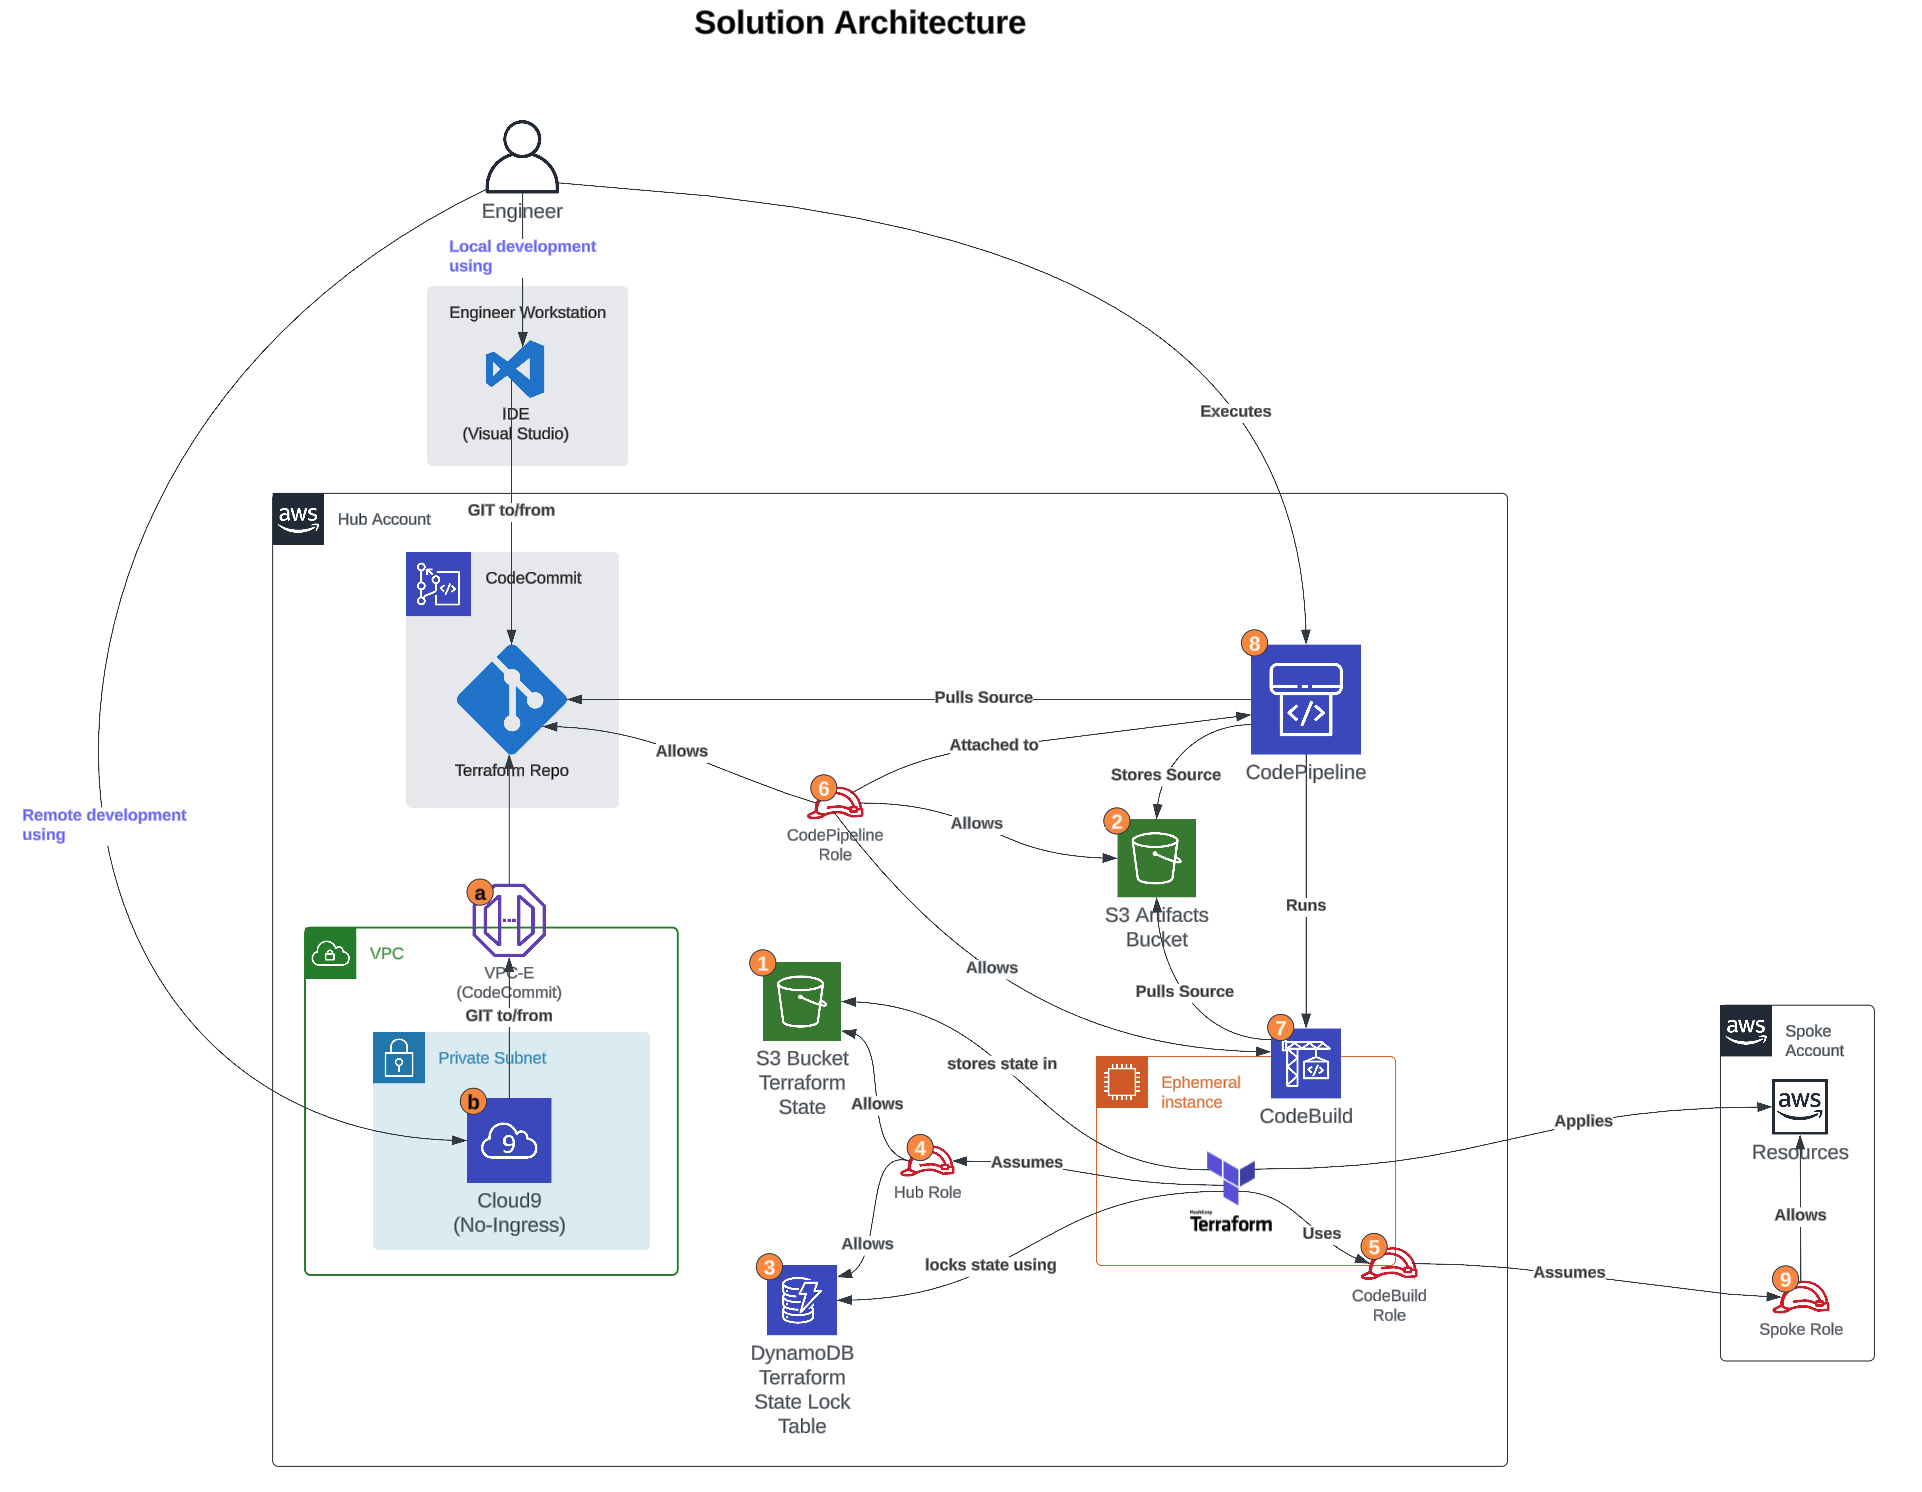 Solution Architecture
Engineer
Local development
using
Engineer Workstation
IDE
(Visual Studio)
Executes
aws
Hub Account
GIT to/from
CodeCommit
8
Pulls Source
Attached to
Allows
Terraform Repo
Stores Source
CodePipeline
6
CodePipeline
Role
Remote development
using
Allows
2
a
S3 Artifacts
Bucket
Runs
VPC
VPC-E
(CodeCommit)
GIT to/from
1
Allows
Pulls Source
7
Private Subnet
S3 Bucket
Terraform
State
stores state in
Ephemeral
instance
CodeBuild
aws
Spoke
Account
aws
Resources
b
9
Cloud9
(No-Ingress)
Allows
4
Hub Role
Assumes
Applies
HashiCorp
Terraform
Allows
Uses
Allows
3
locks state using
5
CodeBuild
Role
Assumes
9
Spoke Role
DynamoDB
Terraform
State Lock
Table